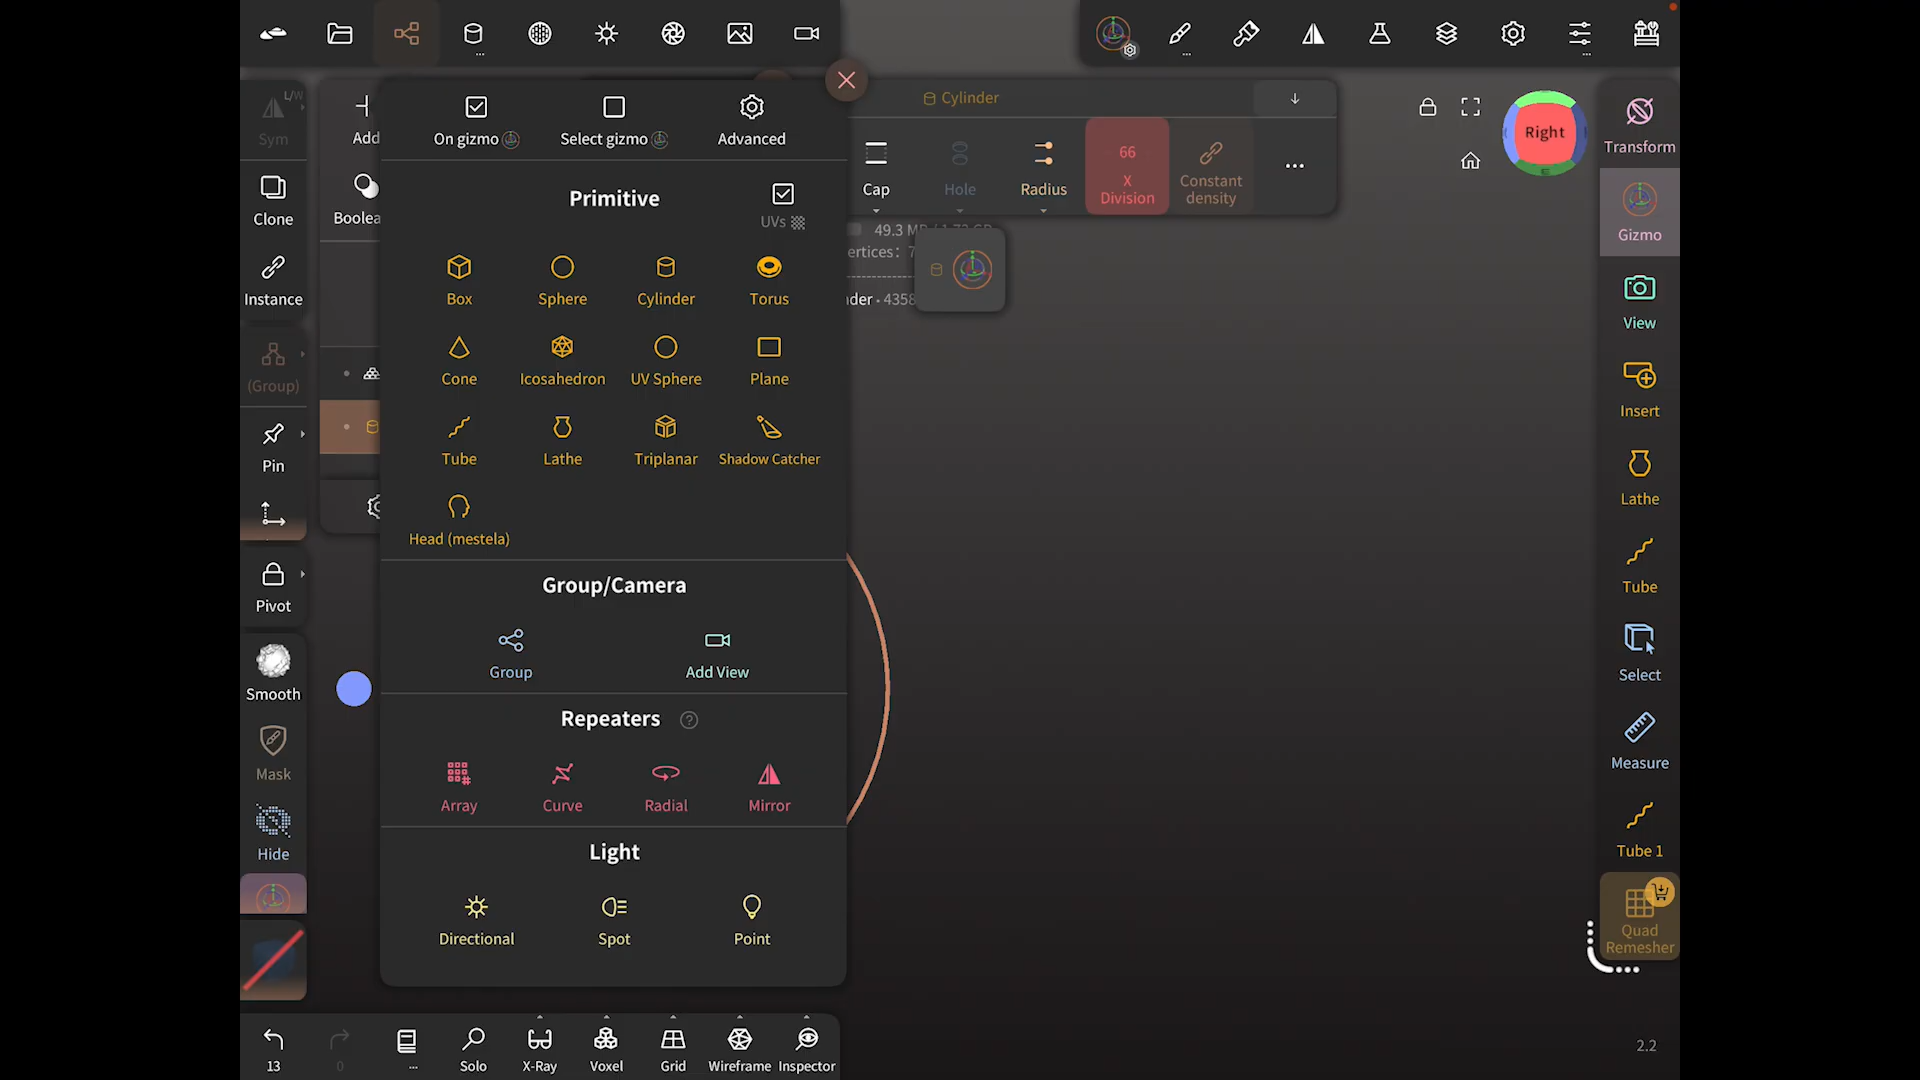 L/W
Sym
Clone
Instance
(Group)
Pin
Pivot
Smooth
Mask
Hide
Add
Boolea
On gizmo
Select gizmo
Advanced
Primitive
UVs
Box
Sphere
Cylinder
Torus
Cone
Icosahedron
UV Sphere
Plane
Tube
Lathe
Triplanar
Shadow Catcher
Head (mestela)
Group/Camera
Group
Add View
Repeaters
?
Array
Curve
Radial
Mirror
Light
Directional
Spot
Point
Cylinder
Cap
Hole
Radius
66
X
Division
Constant
density
...
49.3 M
ertices: 7
nder • 4358
Right
Transform
Gizmo
View
Insert
Lathe
Tube
Select
Measure
Tube 1
Quad
Remesher
13
0
...
Solo
X-Ray
Voxel
Grid
Wireframe
Inspector
2.2